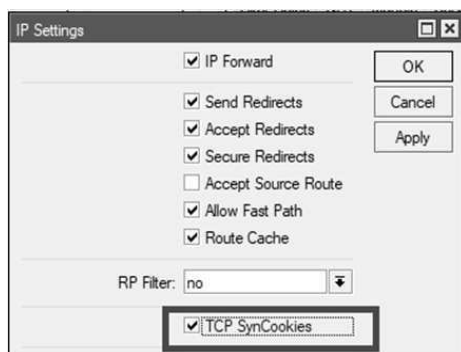 IP Settings
IP Forward
OK
Send Redirects
Cancel
Accept Redirects
Apply
Secure Redirects
Accept Source Route
Allow Fast Path
Route Cache
RP Filter: no
TCP SynCookies